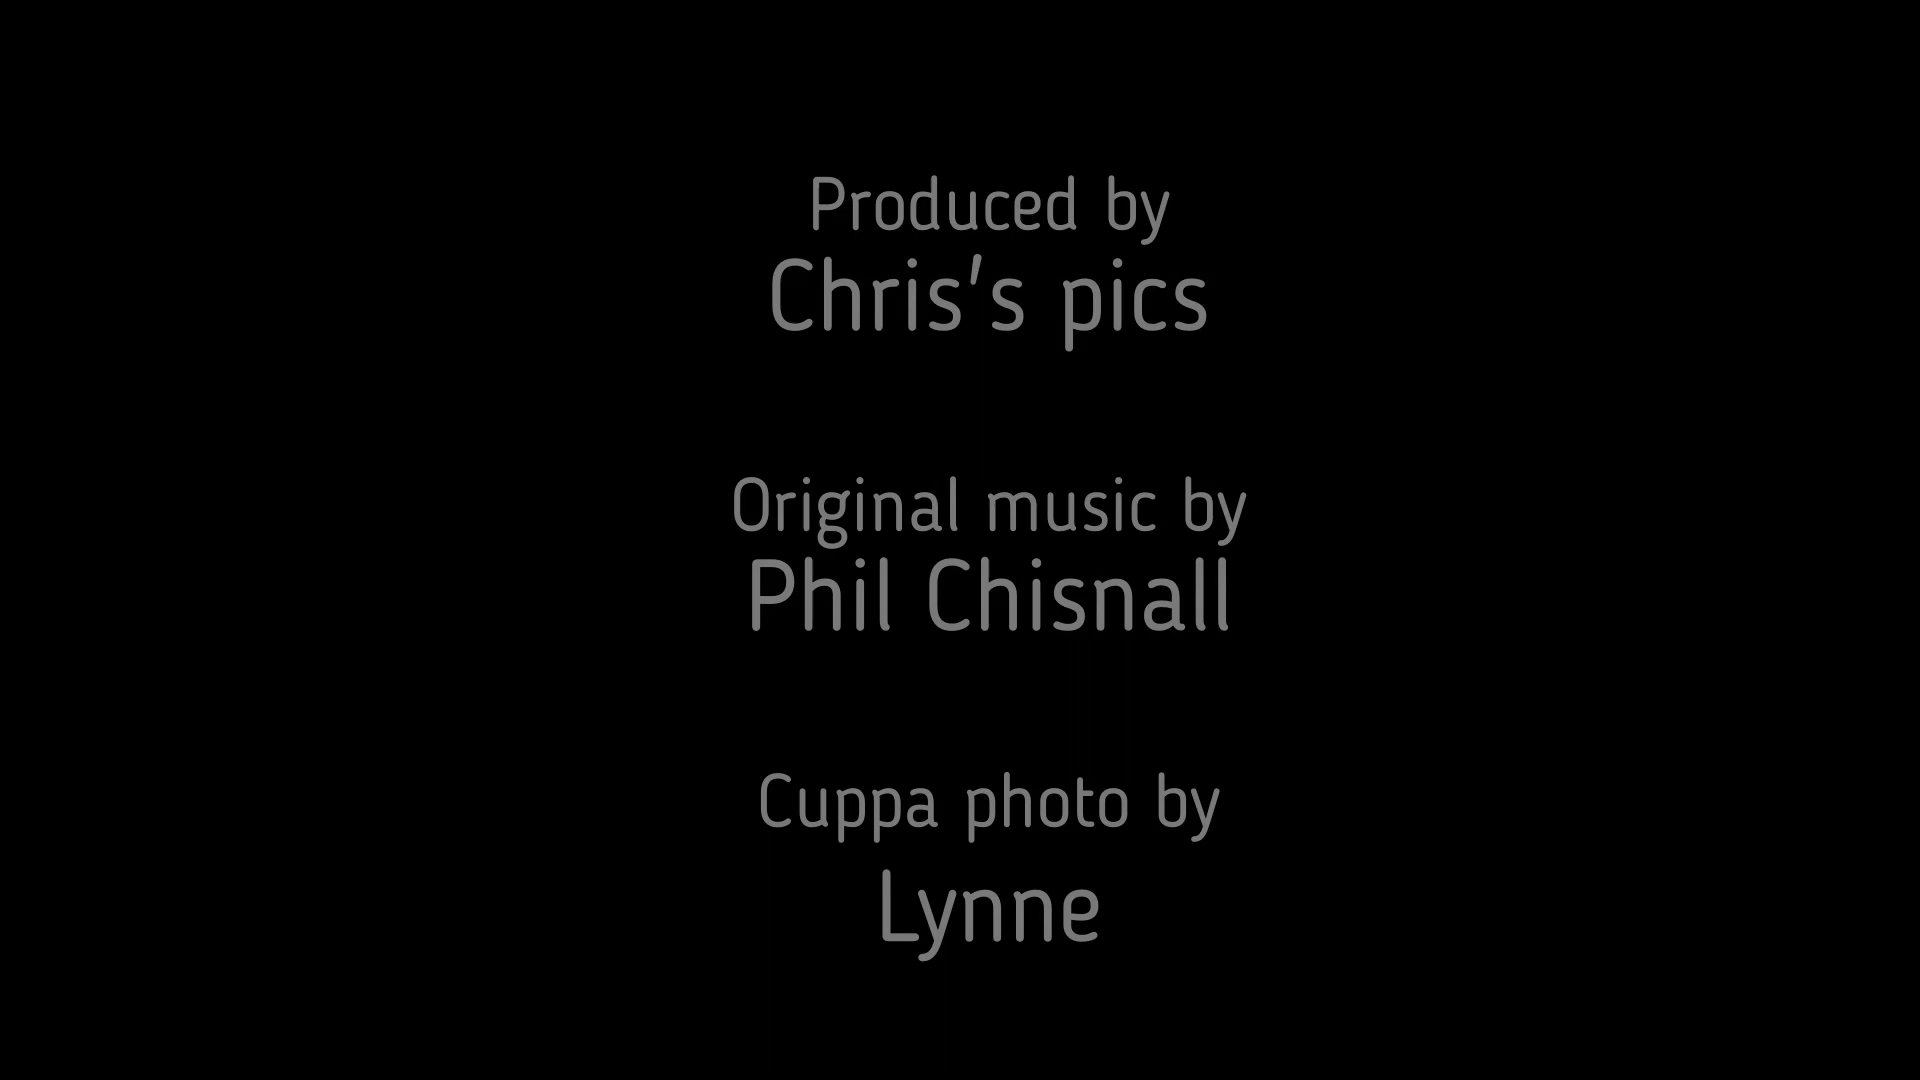 Produced by
Chris's pics
Original music by
Phil Chisnall
Cuppa photo by
Lynne